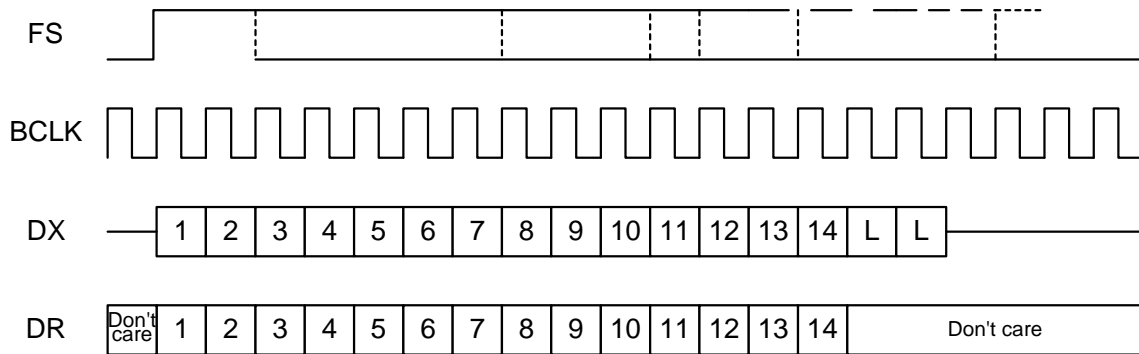 FS
BCLK
DX 1 2 3 4 5 6 7 8 9 10 11 12 13 14 L L
DR Don't care 1 2 3 4 5 6 7 8 9 10 11 12 13 14 Don't care